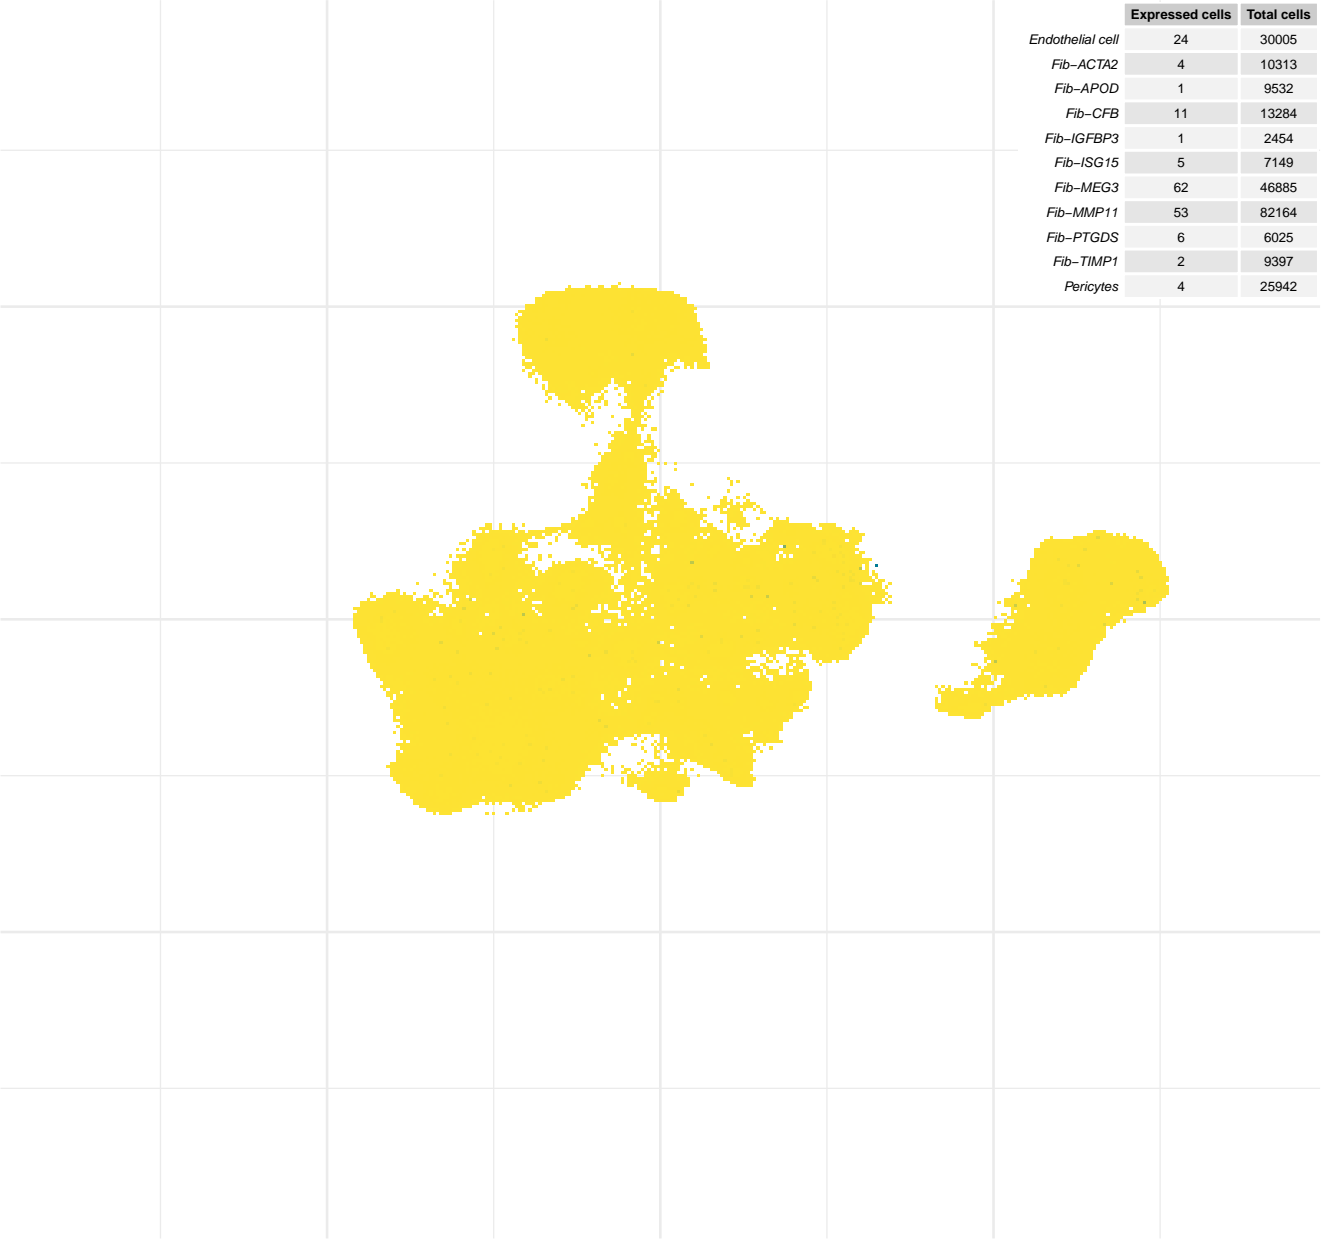 Expressed cells Total cells
Endothelial cell 24 30005
Fib−ACTA2 4 10313
Fib−APOD 1 9532
Fib−CFB 11 13284
Fib−IGFBP3 1 2454
Fib−ISG15 5 7149
Fib−MEG3 62 46885
Fib−MMP11 53 82164
Fib−PTGDS 6 6025
Fib−TIMP1 2 9397
Pericytes 4 25942